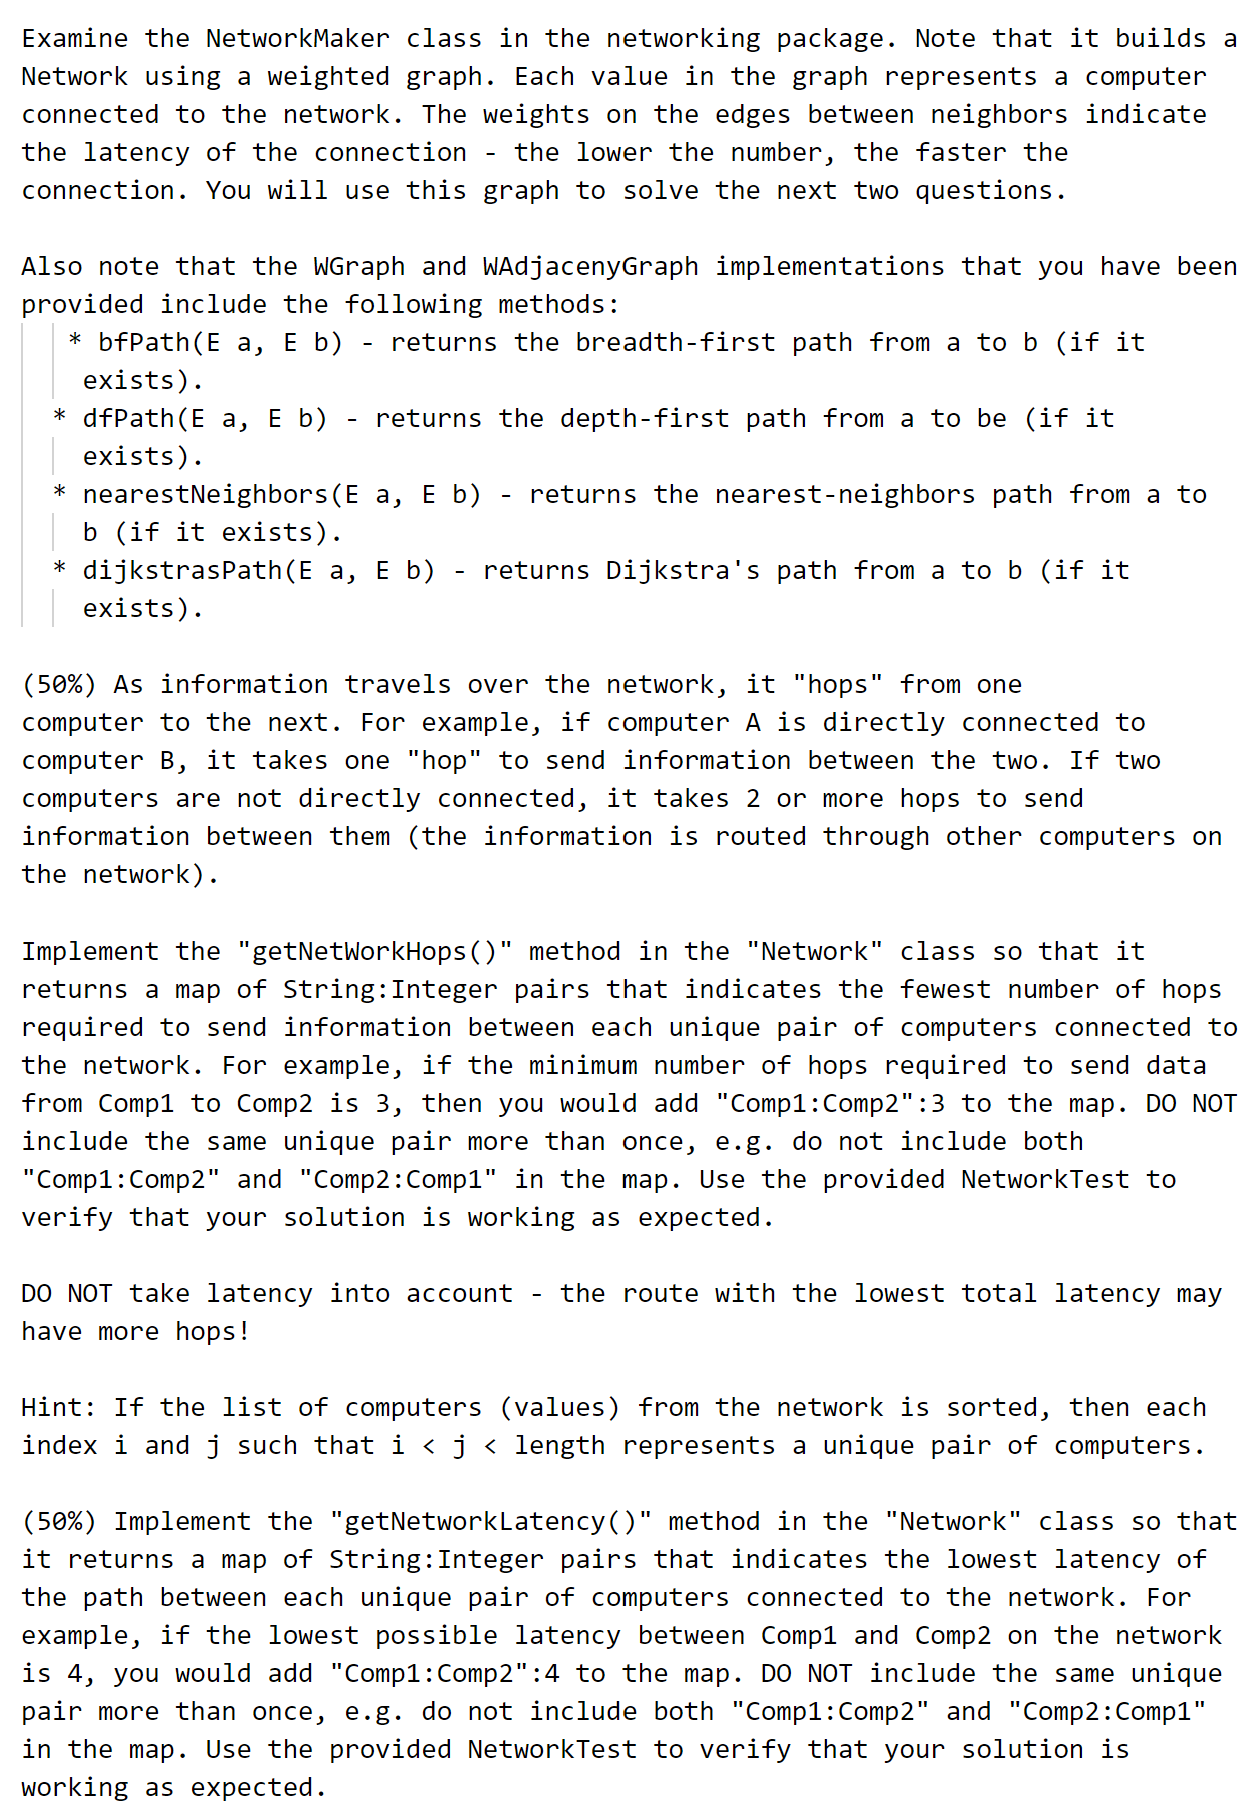 Examine the NetworkMaker class in the networking package. Note that it builds a
Network using a weighted graph. Each value in the graph represents a computer
connected to the network. The weights on the edges between neighbors indicate
the latency of the connection - the lower the number, the faster the
connection. You will use this graph to solve the next two questions.

Also note that the WGraph and WAdjacenyGraph implementations that you have been
provided include the following methods:
* bfPath(E a, E b) - returns the breadth-first path from a to b (if it
exists).
* dfPath(E a, E b) - returns the depth-first path from a to be (if it
exists).
* nearestNeighbors(E a, E b) - returns the nearest-neighbors path from a to
b (if it exists).
* dijkstrasPath(E a, E b) - returns Dijkstra's path from a to b (if it
exists).

(50%) As information travels over the network, it "hops" from one
computer to the next. For example, if computer A is directly connected to
computer B, it takes one "hop" to send information between the two. If two
computers are not directly connected, it takes 2 or more hops to send
information between them (the information is routed through other computers on
the network).

Implement the "getNetWorkHops()" method in the "Network" class so that it
returns a map of String:Integer pairs that indicates the fewest number of hops
required to send information between each unique pair of computers connected to
the network. For example, if the minimum number of hops required to send data
from Comp1 to Comp2 is 3, then you would add "Comp1:Comp2":3 to the map. DO NOT
include the same unique pair more than once, e.g. do not include both
"Comp1:Comp2" and "Comp2:Comp1" in the map. Use the provided NetworkTest to
verify that your solution is working as expected.

DO NOT take latency into account - the route with the lowest total latency may
have more hops!

Hint: If the list of computers (values) from the network is sorted, then each
index i and j such that i < j < length represents a unique pair of computers.

(50%) Implement the "getNetworkLatency()" method in the "Network" class so that
it returns a map of String:Integer pairs that indicates the lowest latency of
the path between each unique pair of computers connected to the network. For
example, if the lowest possible latency between Comp1 and Comp2 on the network
is 4, you would add "Comp1:Comp2":4 to the map. DO NOT include the same unique
pair more than once, e.g. do not include both "Comp1:Comp2" and "Comp2:Comp1"
in the map. Use the provided NetworkTest to verify that your solution is
working as expected.